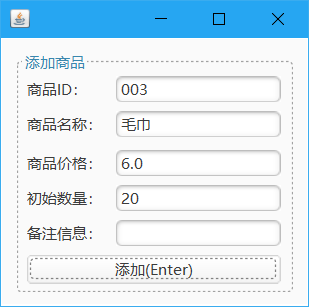 添加商品
商品ID： 003
商品名称： 毛巾
商品价格： 6.0
初始数量： 20
备注信息：
添加(Enter)